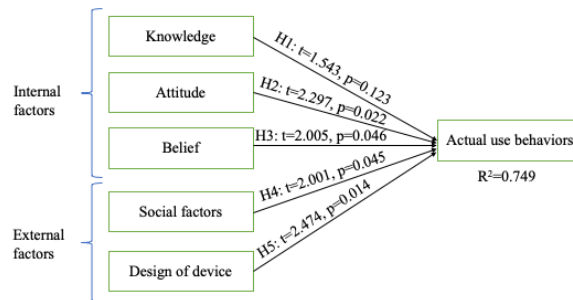 Internal
factors
Knowledge
Attitude
Belief
External
factors
Social factors
Design of device
H1: t=1.543, p=0.123
H2: t=2.297, p=0.022
H3: t=2.005, p=0.046
H4: t=2.001, p=0.045
H5: t=2.474, p=0.014
Actual use behaviors
R²=0.749